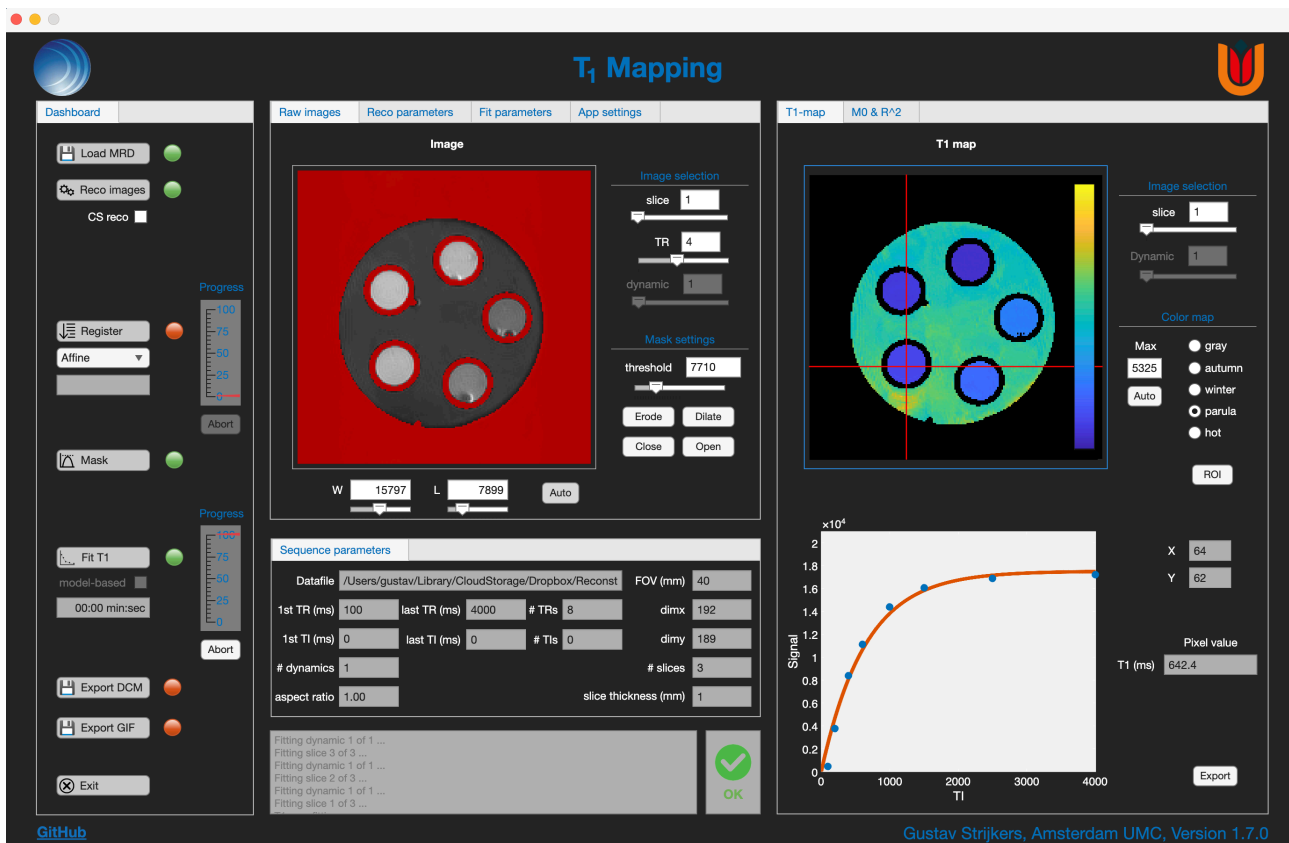 T1 Mapping
Dashboard
Load MRD
Reco images
CS reco
Progress
Register
100
75
50
25
0
Affine
Abort
Mask
Progress
Fit T1
100
75
50
25
0
model-based
00:00 min:sec
Abort
Export DCM
Export GIF
Exit
GitHub
Raw images Reco parameters Fit parameters App settings
Image
Image selection
slice 1
TR 4
dynamic 1
Mask settings
threshold 7710
Erode Dilate
Close Open
W 15797 L 7899 Auto
Sequence parameters
Datafile /Users/gustav/Library/CloudStorage/Dropbox/Reconst FOV (mm) 40
1st TR (ms) 100 last TR (ms) 4000 # TRs 8 dimx 192
1st TI (ms) 0 last TI (ms) 0 # TIs 0 dimy 189
# dynamics 1 # slices 3
aspect ratio 1.00 slice thickness (mm) 1
Fitting dynamic 1 of 1 ...
Fitting slice 3 of 3 ...
Fitting dynamic 1 of 1 ...
Fitting slice 2 of 3 ...
Fitting dynamic 1 of 1 ...
Fitting slice 1 of 3 ...
OK
T1-map M0 & R^2
T1 map
Image selection
slice 1
Dynamic 1
Color map
Max
5325
Auto
gray
autumn
winter
parula
hot
ROI
×10⁴
2
1.8
1.6
1.4
1.2
1
0.8
0.6
0.4
0.2
0
Signal
0 1000 2000 3000 4000
TI
X 64
Y 62
Pixel value
T1 (ms) 642.4
Export
Gustav Strijkers, Amsterdam UMC, Version 1.7.0